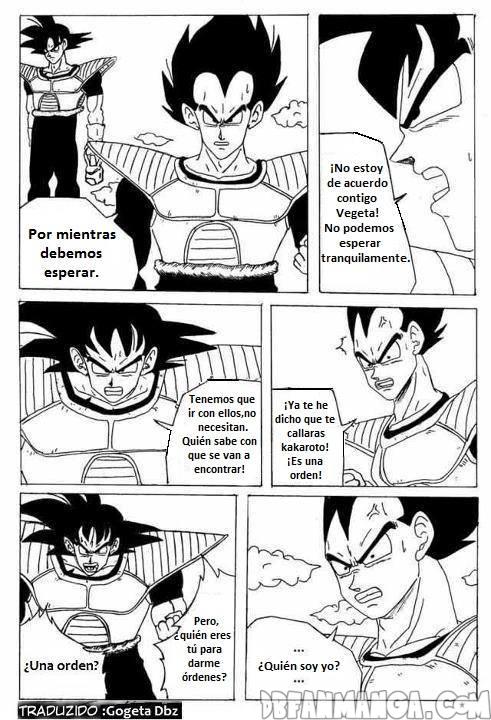 Por mientras
debemos
esperar.
¡No estoy
de acuerdo
contigo
Vegeta!
No podemos
esperar
tranquilamente.
Tenemos que
ir con ellos,no
necesitan.
Quién sabe con
que se van a
encontrar!
¡Ya te he
dicho que te
callaras
kakaroto!
¡Es una
orden!
¿Una orden?
Pero,
¿quién eres
tú para
darme
órdenes?
...
¿Quién soy yo?
...
TRADUZIDO :Gogeta Dbz
DBFANMANGA.COM